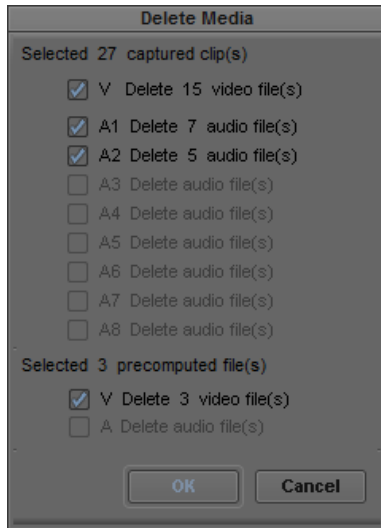 Delete Media
Selected 27 captured clip(s)
V Delete 15 video file(s)
A1 Delete 7 audio file(s)
A2 Delete 5 audio file(s)
A3 Delete audio file(s)
A4 Delete audio file(s)
A5 Delete audio file(s)
A6 Delete audio file(s)
A7 Delete audio file(s)
A8 Delete audio file(s)
Selected 3 precomputed file(s)
V Delete 3 video file(s)
A Delete audio file(s)
OK Cancel